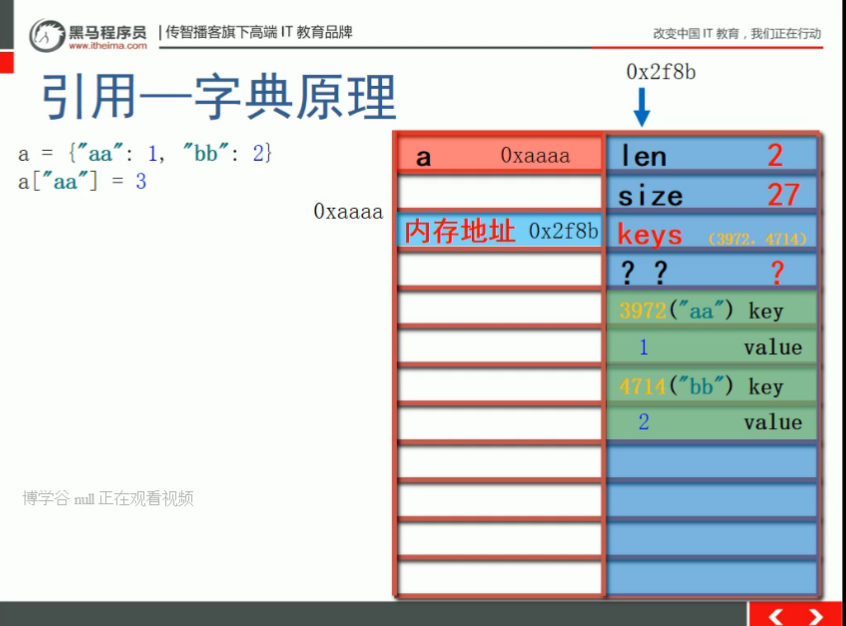 黑马程序员 | 传智播客旗下高端 IT 教育品牌
www.itheima.com
改变中国 IT 教育，我们正在行动
引用—字典原理
0x2f8b
a = {"aa": 1, "bb": 2}
a["aa"] = 3
0xaaaa
a 0xaaaa
内存地址 0x2f8b
len 2
size 27
keys (3972, 4714)
? ? ?
3972("aa") key
1 value
4714("bb") key
2 value
博学谷 null 正在观看视频